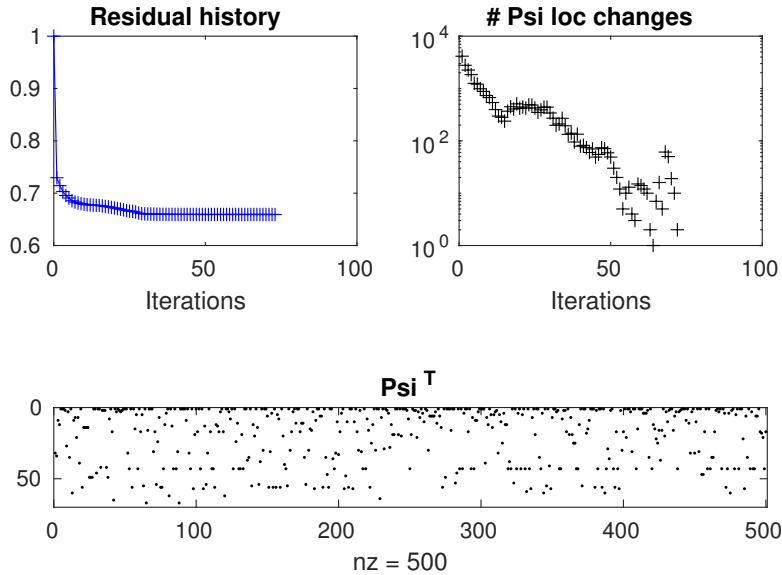 Residual history
1
0.9
0.8
0.7
0.6
0 50 100
Iterations
# Psi loc changes
10^4
10^2
10^0
0 50 100
Iterations
Psi ^T
0
50
0 100 200 300 400 500
nz = 500